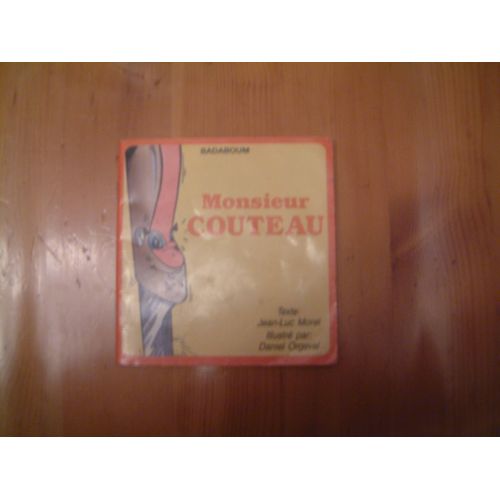 BADABOUM
Monsieur
COUTEAU
Texte
Jean-Luc Morel
Illustré par:
Daniel Orgeval